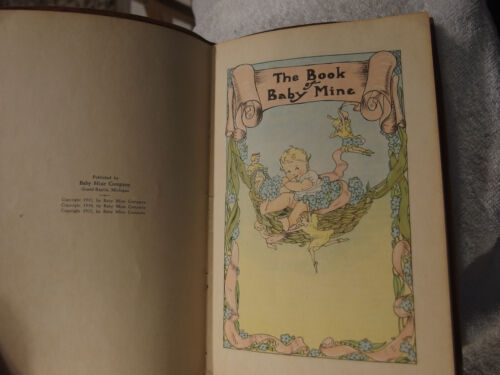 Published by
Baby Mine Company
Grand Rapids, Michigan
Copyright by Baby Mine Company
Copyright by Baby Mine Company
Copyright by Baby Mine Company
The Book
of
Baby Mine